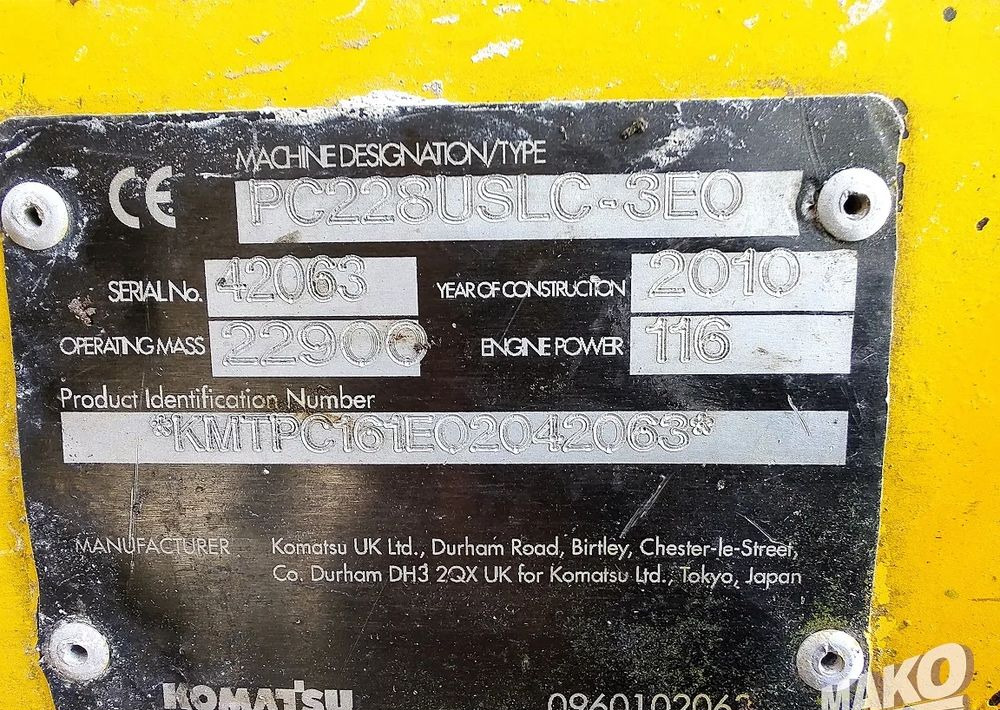 CE
MACHINE DESIGNATION/TYPE
PC228USLC-3E0
SERIAL No. 42063 YEAR OF CONSTRUCTION 2010
OPERATING MASS 22900 ENGINE POWER 116
Product Identification Number
*KMTPC161E02042063*
MANUFACTURER Komatsu UK Ltd., Durham Road, Birtley, Chester-le-Street,
Co. Durham DH3 2QX UK for Komatsu Ltd., Tokyo, Japan
KOMATSU 0960102063
MAKO